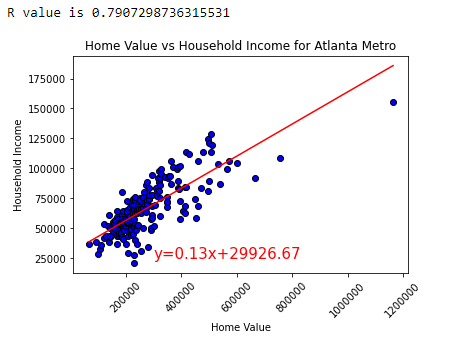 R value is 0.7907298736315531
Home Value vs Household Income for Atlanta Metro
175000
150000
125000
100000
75000
50000
25000
Household Income
y=0.13x+29926.67
200000
400000
600000
800000
1000000
1200000
Home Value